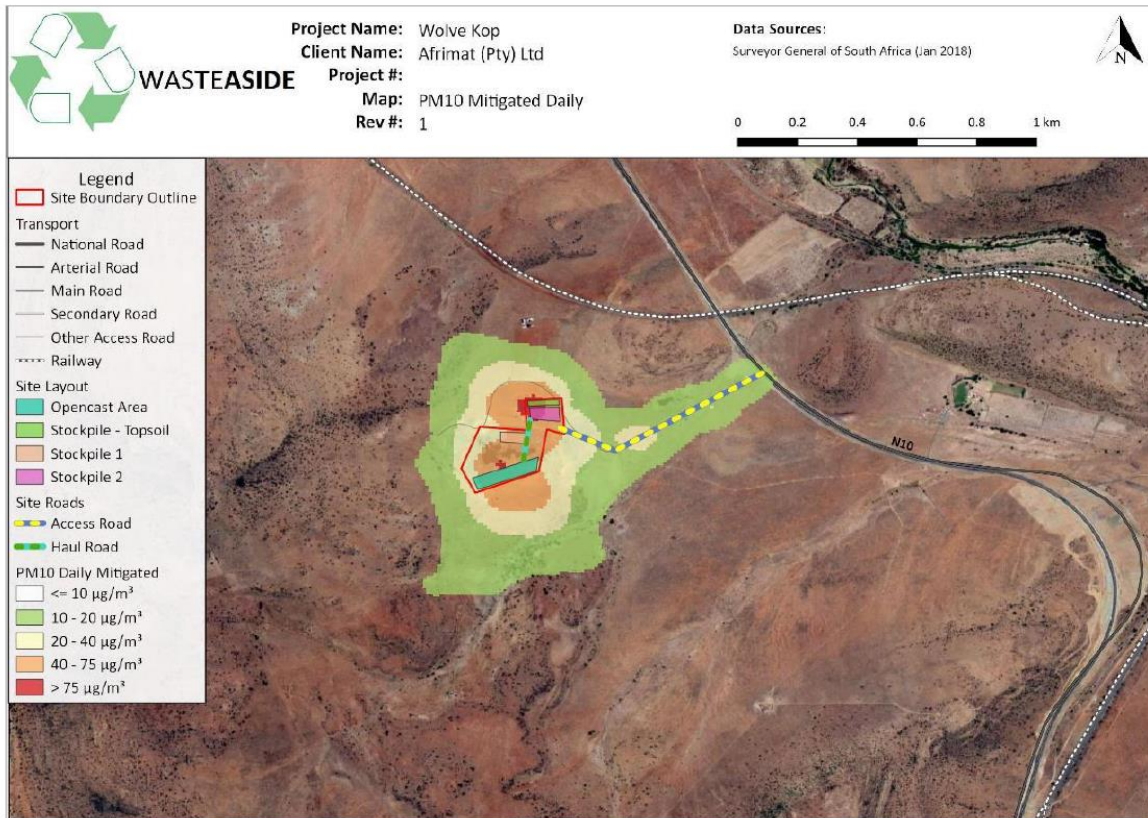 WASTEASIDE
Project Name: Wolve Kop
Client Name: Afrimat (Pty) Ltd
Project #:
Map: PM10 Mitigated Daily
Rev #: 1
Data Sources:
Surveyor General of South Africa (Jan 2018)
N
0 0.2 0.4 0.6 0.8 1 km
Legend
Site Boundary Outline
Transport
National Road
Arterial Road
Main Road
Secondary Road
Other Access Road
Railway
Site Layout
Opencast Area
Stockpile - Topsoil
Stockpile 1
Stockpile 2
Site Roads
Access Road
Haul Road
PM10 Daily Mitigated
<= 10 µg/m³
10 - 20 µg/m³
20 - 40 µg/m³
40 - 75 µg/m³
> 75 µg/m³
N10